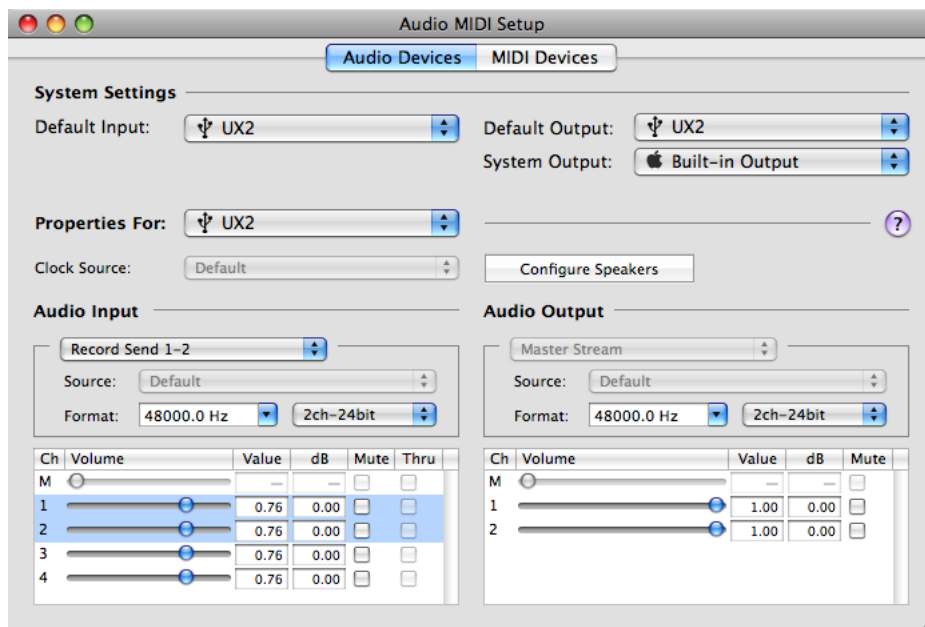 Audio MIDI Setup
Audio Devices MIDI Devices
System Settings
Default Input: UX2
Default Output: UX2
System Output: Built-in Output
Properties For: UX2
?
Clock Source: Default
Configure Speakers
Audio Input
Record Send 1-2
Source: Default
Format: 48000.0 Hz 2ch-24bit
Ch Volume Value dB Mute Thru
M — —
1 0.76 0.00
2 0.76 0.00
3 0.76 0.00
4 0.76 0.00
Audio Output
Master Stream
Source: Default
Format: 48000.0 Hz 2ch-24bit
Ch Volume Value dB Mute
M — —
1 1.00 0.00
2 1.00 0.00